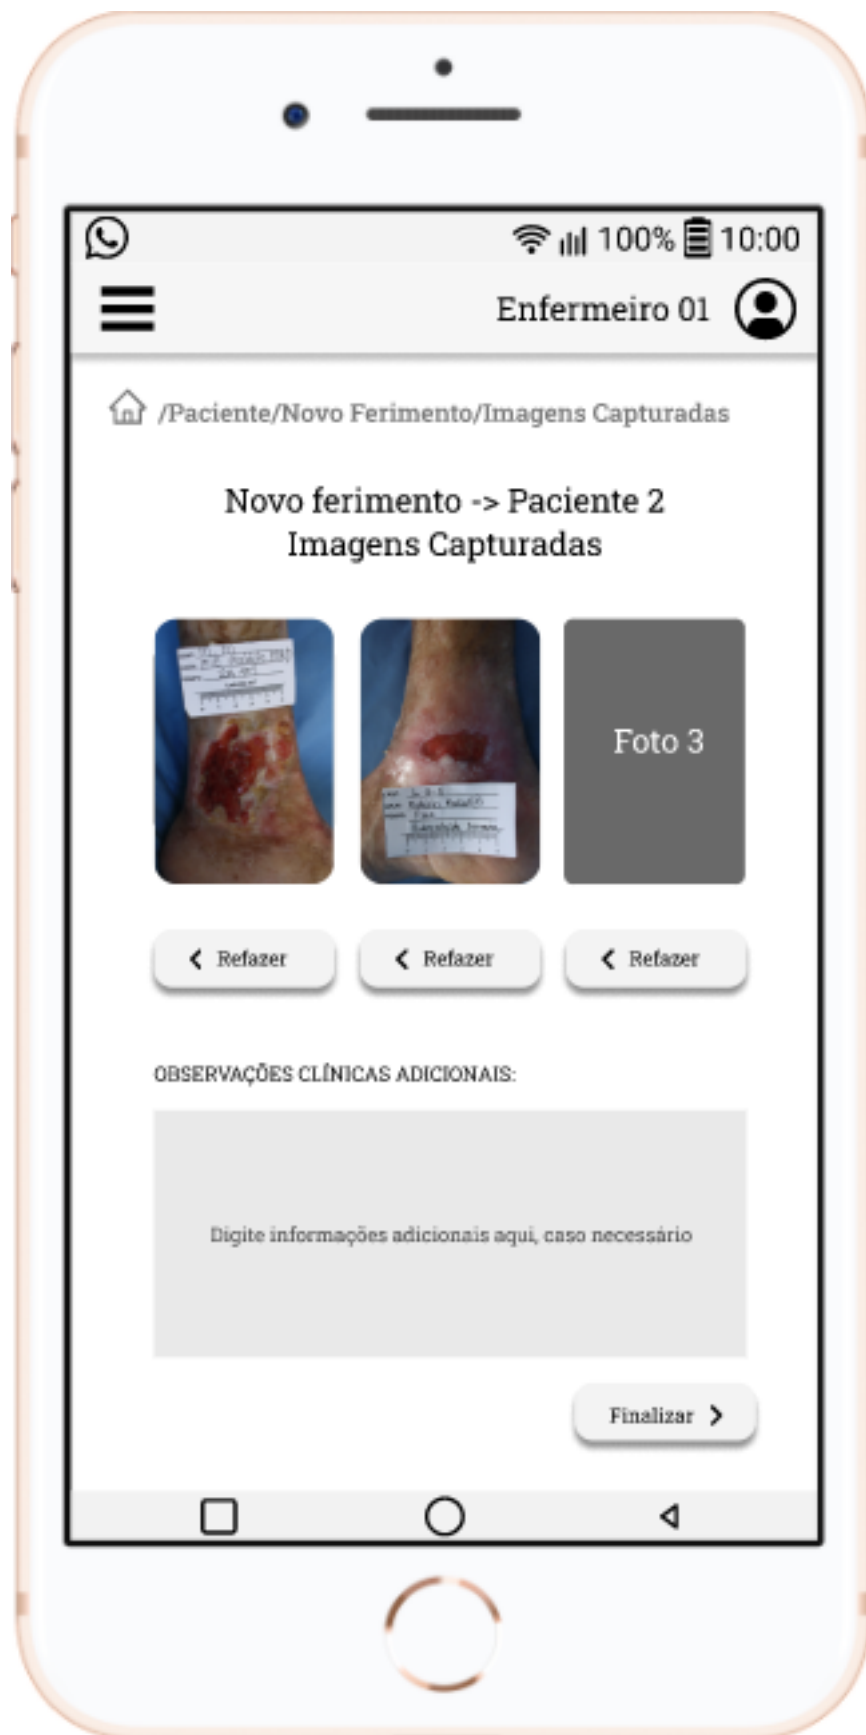 100% 10:00
Enfermeiro 01
/Paciente/Novo Ferimento/Imagens Capturadas
Novo ferimento -> Paciente 2
Imagens Capturadas
Foto 3
Refazer Refazer Refazer
OBSERVAÇÕES CLÍNICAS ADICIONAIS:
Digite informações adicionais aqui, caso necessário
Finalizar